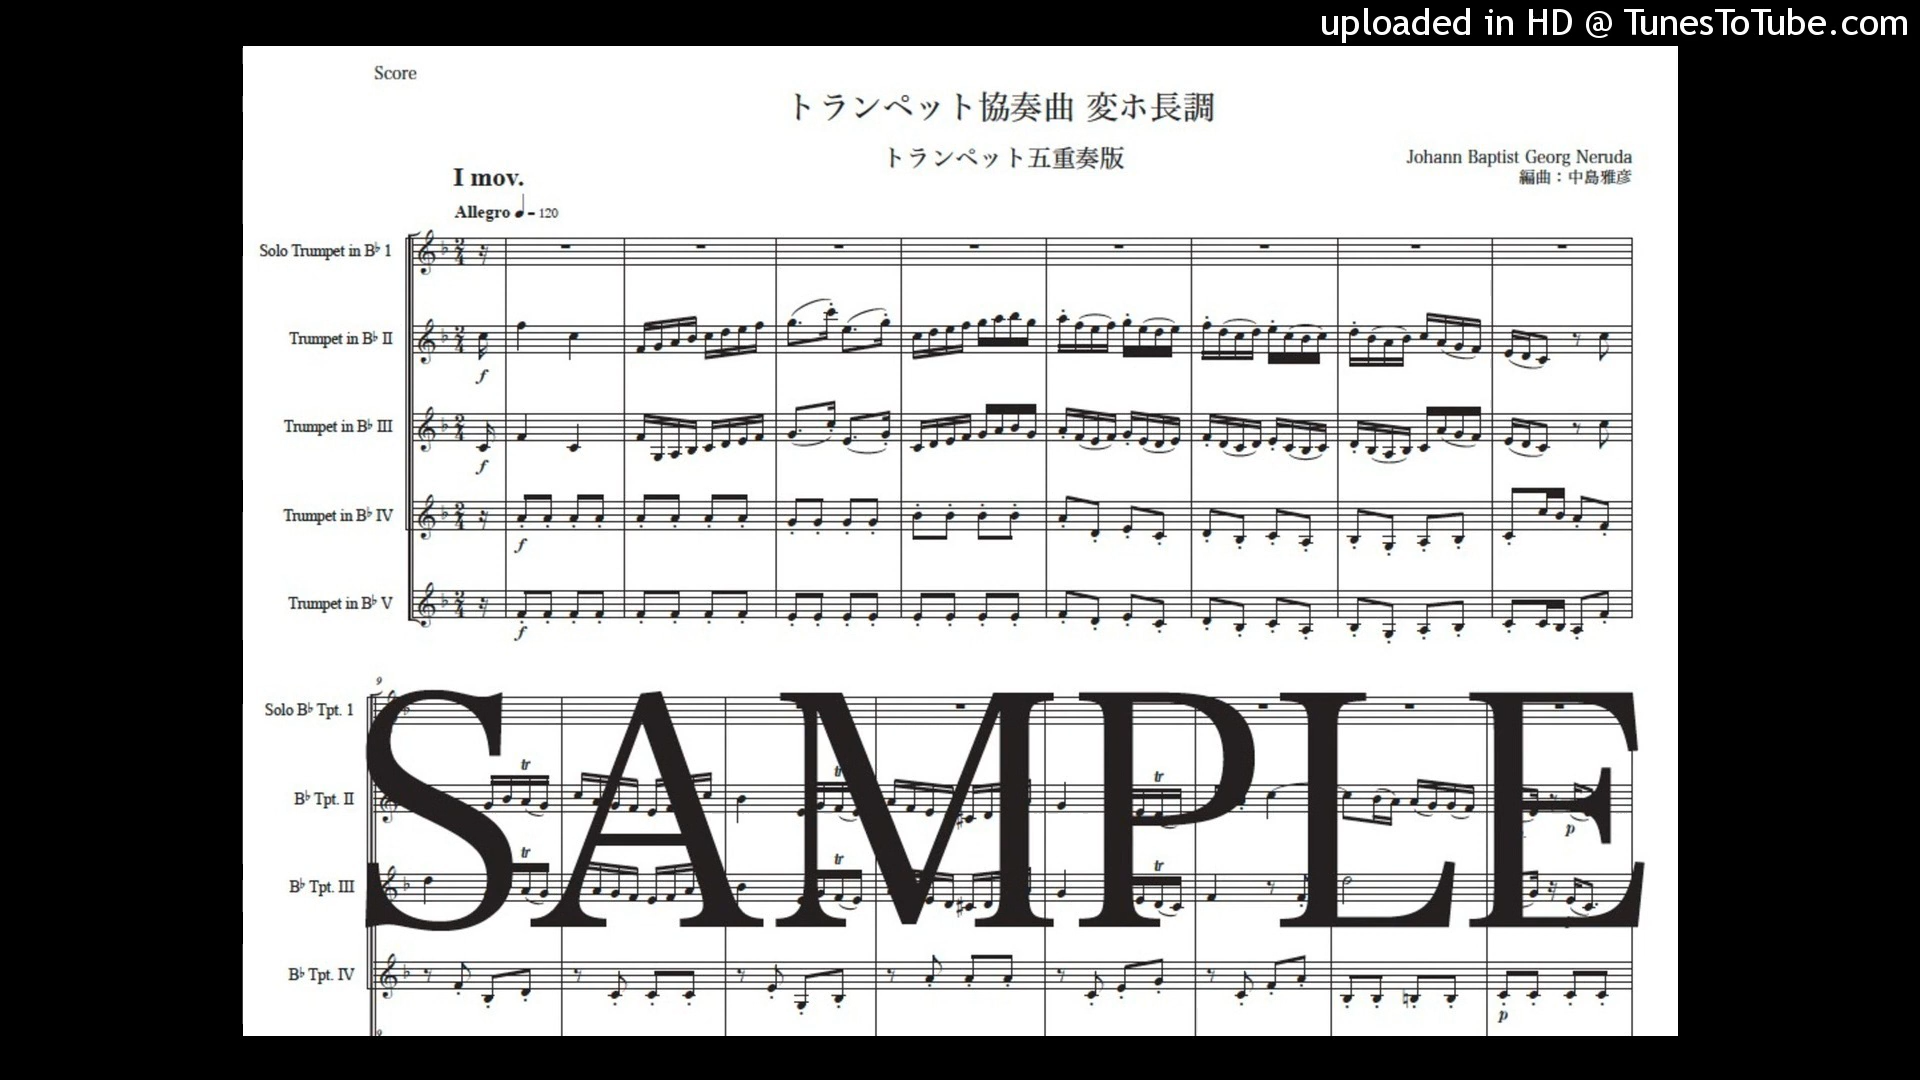 uploaded in HD @ TunesToTube.com
Score
トランペット協奏曲 変ホ長調
トランペット五重奏版
Johann Baptist Georg Neruda
編曲：中島雅彦
I mov.
Allegro ♩= 120
Solo Trumpet in B♭ 1
Trumpet in B♭ II
f
Trumpet in B♭ III
f
Trumpet in B♭ IV
f
Trumpet in B♭ V
f
9
Solo B♭ Tpt. 1
SAMPLE
tr tr tr
B♭ Tpt. II
p
tr tr tr
B♭ Tpt. III
B♭ Tpt. IV
p
9